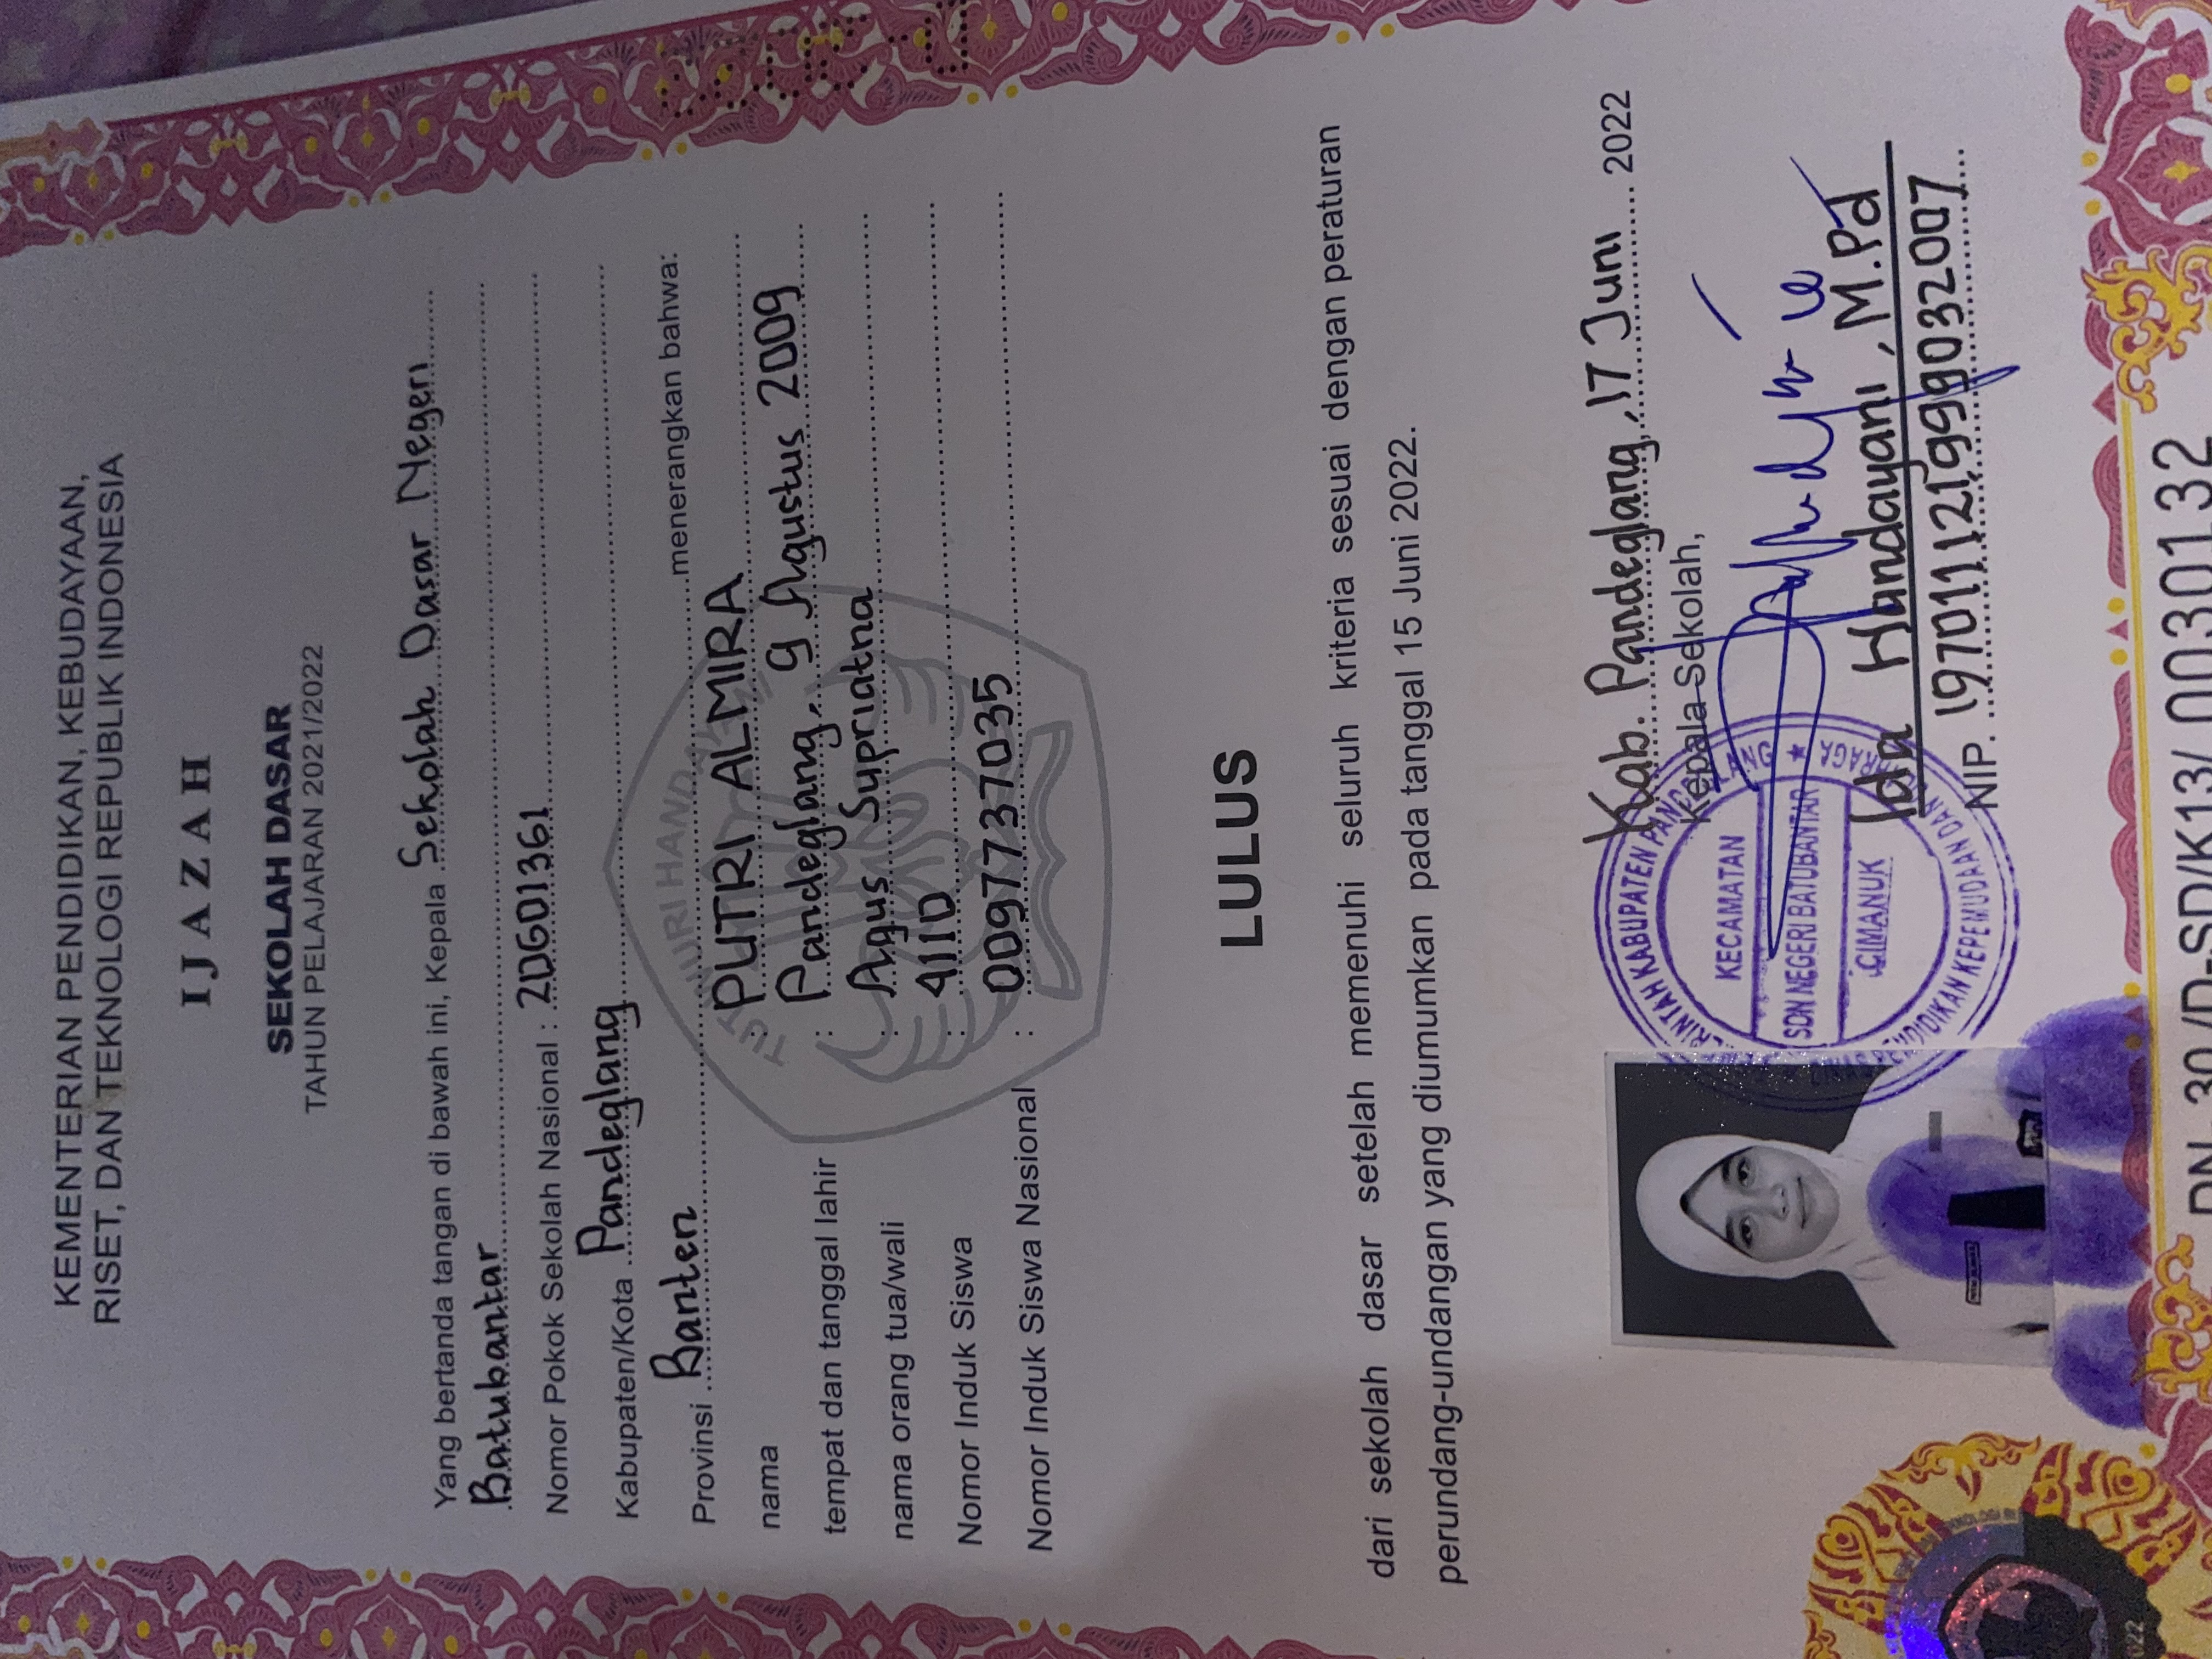 KEMENTERIAN PENDIDIKAN, KEBUDAYAAN,
RISET, DAN TEKNOLOGI REPUBLIK INDONESIA
IJAZAH
SEKOLAH DASAR
TAHUN PELAJARAN 2021/2022
Yang bertanda tangan di bawah ini, Kepala Sekolah Dasar Negeri
Batubantar
Nomor Pokok Sekolah Nasional : 20601361
Kabupaten/Kota Pandeglang
Provinsi Banten menerangkan bahwa:
TUT WURI HANDAYANI
nama PUTRI ALMIRA
tempat dan tanggal lahir : Pandeglang, 9 Agustus 2009
nama orang tua/wali : Agus Supriatna
Nomor Induk Siswa : 4110
Nomor Induk Siswa Nasional : 0097737035
LULUS
dari sekolah dasar setelah memenuhi seluruh kriteria sesuai dengan peraturan
perundang-undangan yang diumumkan pada tanggal 15 Juni 2022.
Kab. Pandeglang, 17 Juni 2022
Kepala Sekolah,
RINTAH KABUPATEN PANDEGLANG
KECAMATAN
SDN NEGERI BATUBANTAR
CIMANUK
DIDIKAN KEPEMUDAAN DAN RAGA
Ida Handayani, M.Pd
NIP. 197011121999032007
022
DN-30/D-SD/K13/ 0030132